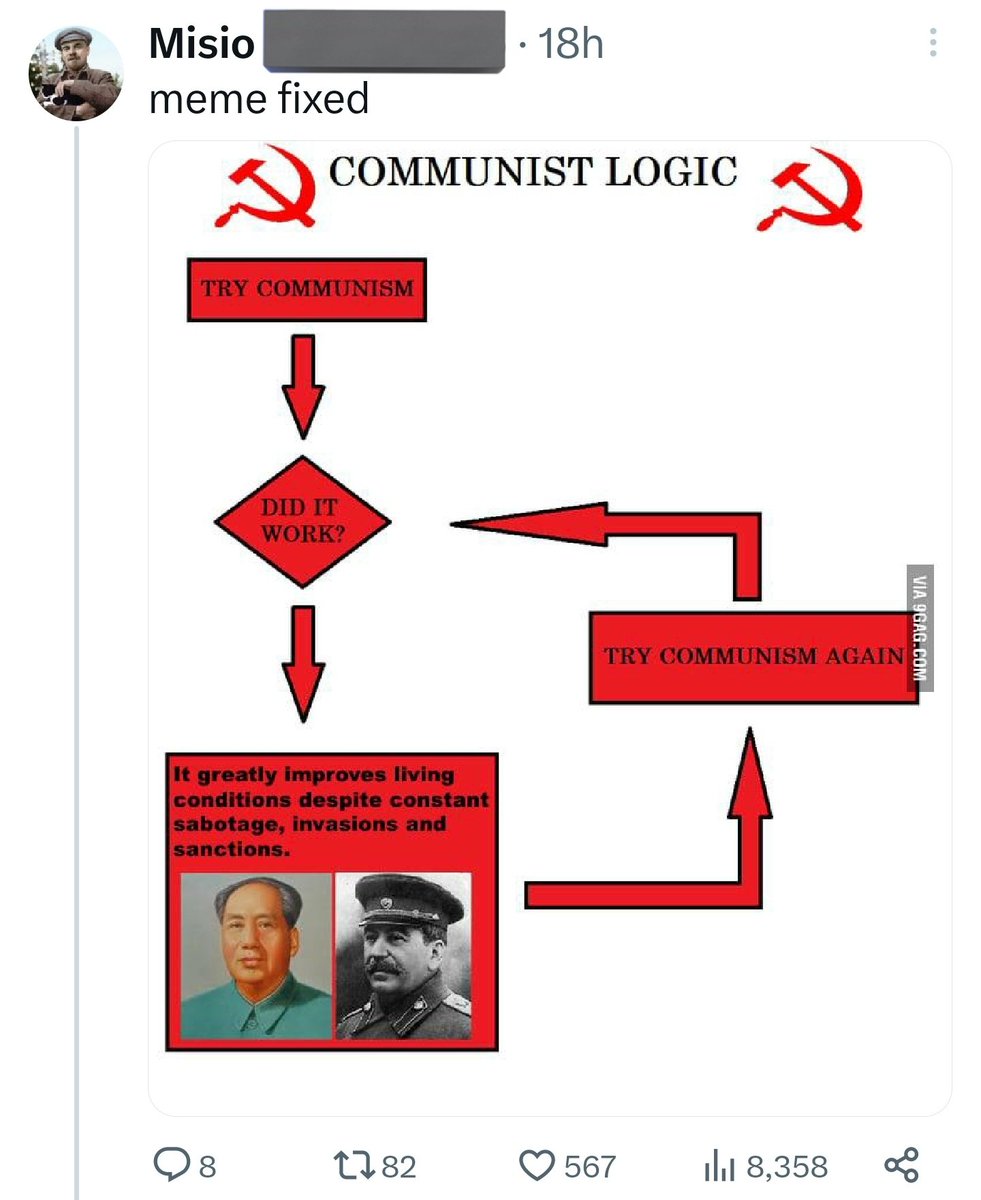 Misio · 18h
meme fixed
COMMUNIST LOGIC
TRY COMMUNISM
DID IT
WORK?
TRY COMMUNISM AGAIN
VIA 9GAG.COM
It greatly improves living
conditions despite constant
sabotage, invasions and
sanctions.
8 82 567 8,358